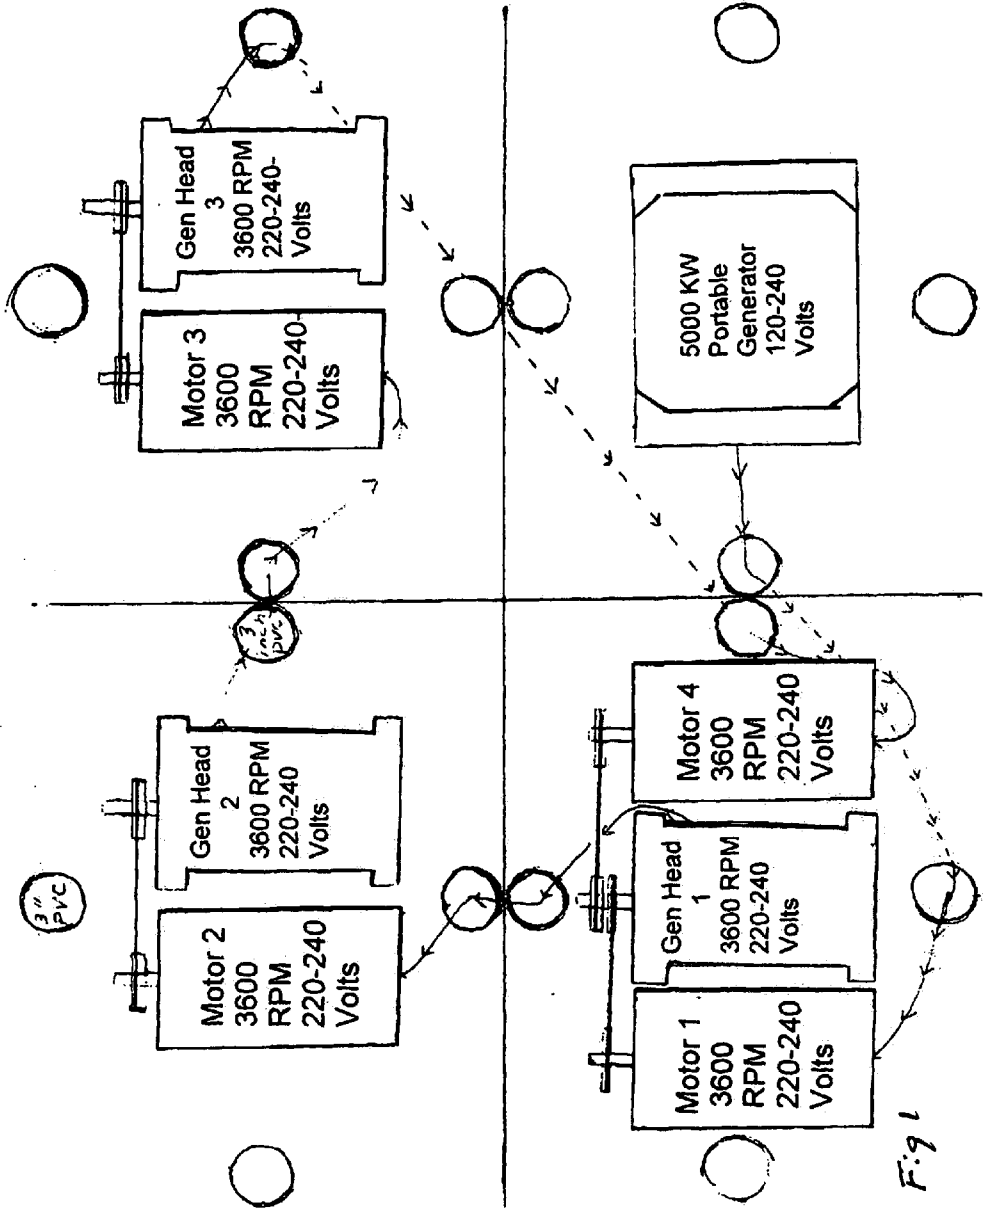 3" PVC
Motor 2
3600
RPM
220-240
Volts
Gen Head
2
3600 RPM
220-240
Volts
3
inch
PVC
Motor 3
3600
RPM
220-240-
Volts
Gen Head
3
3600 RPM
220-240-
Volts
Motor 1
3600
RPM
220-240
Volts
Gen Head
1
3600 RPM
220-240
Volts
Motor 4
3600
RPM
220-240
Volts
5000 KW
Portable
Generator
120-240
Volts
Fig 1